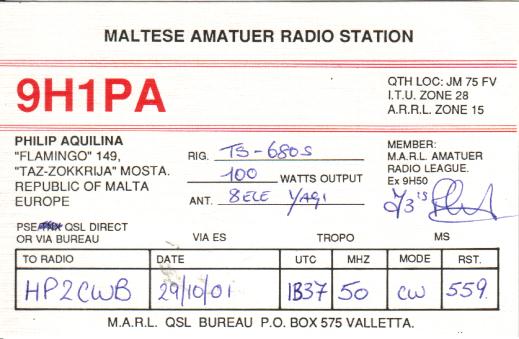 MALTESE AMATUER RADIO STATION
9H1PA
QTH LOC: JM 75 FV
I.T.U. ZONE 28
A.R.R.L. ZONE 15
PHILIP AQUILINA
"FLAMINGO" 149,
"TAZ-ZOKKRIJA" MOSTA.
REPUBLIC OF MALTA
EUROPE
RIG. TS-680S
100 WATTS OUTPUT
ANT. 8ELE YAGI
MEMBER:
M.A.R.L. AMATUER
RADIO LEAGUE.
Ex 9H50
73's
PSE QSL DIRECT
OR VIA BUREAU
VIA ES TROPO MS
TO RADIO DATE UTC MHZ MODE RST.
HP2CWB 29/10/01 1837 50 CW 559.
M.A.R.L. QSL BUREAU P.O. BOX 575 VALLETTA.